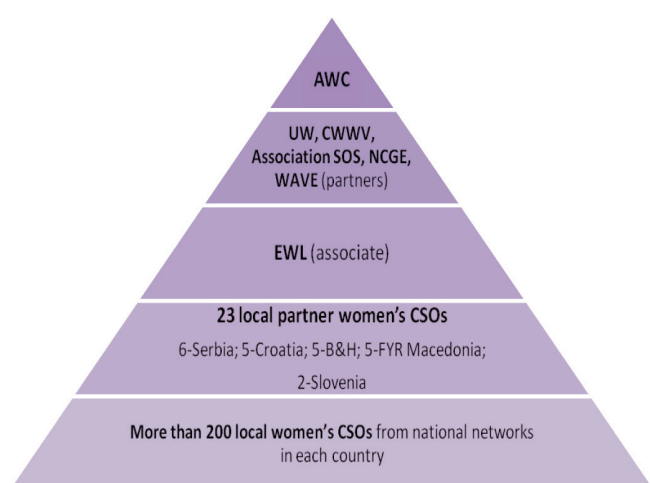 AWC
UW, CWWV,
Association SOS, NCGE,
WAVE (partners)
EWL (associate)
23 local partner women’s CSOs
6-Serbia; 5-Croatia; 5-B&H; 5-FYR Macedonia;
2-Slovenia
More than 200 local women’s CSOs from national networks
in each country